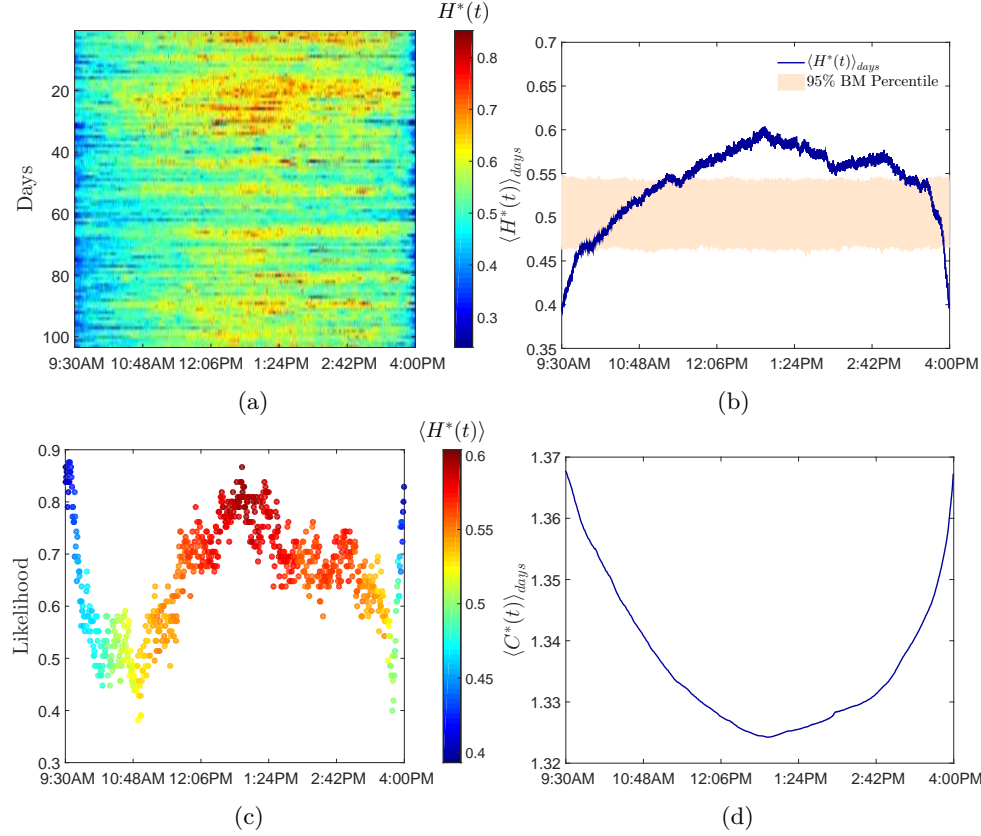 H*(t)
Days
20
40
60
80
100
9:30AM 10:48AM 12:06PM 1:24PM 2:42PM 4:00PM
0.8
0.7
0.6
0.5
0.4
0.3
(a)
⟨H*(t)⟩days
0.7
0.65
0.6
0.55
0.5
0.45
0.4
0.35
⟨H*(t)⟩days
95% BM Percentile
9:30AM 10:48AM 12:06PM 1:24PM 2:42PM 4:00PM
(b)
⟨H*(t)⟩
Likelihood
0.9
0.8
0.7
0.6
0.5
0.4
0.3
9:30AM 10:48AM 12:06PM 1:24PM 2:42PM 4:00PM
0.6
0.55
0.5
0.45
0.4
(c)
⟨C*(t)⟩days
1.37
1.36
1.35
1.34
1.33
1.32
9:30AM 10:48AM 12:06PM 1:24PM 2:42PM 4:00PM
(d)